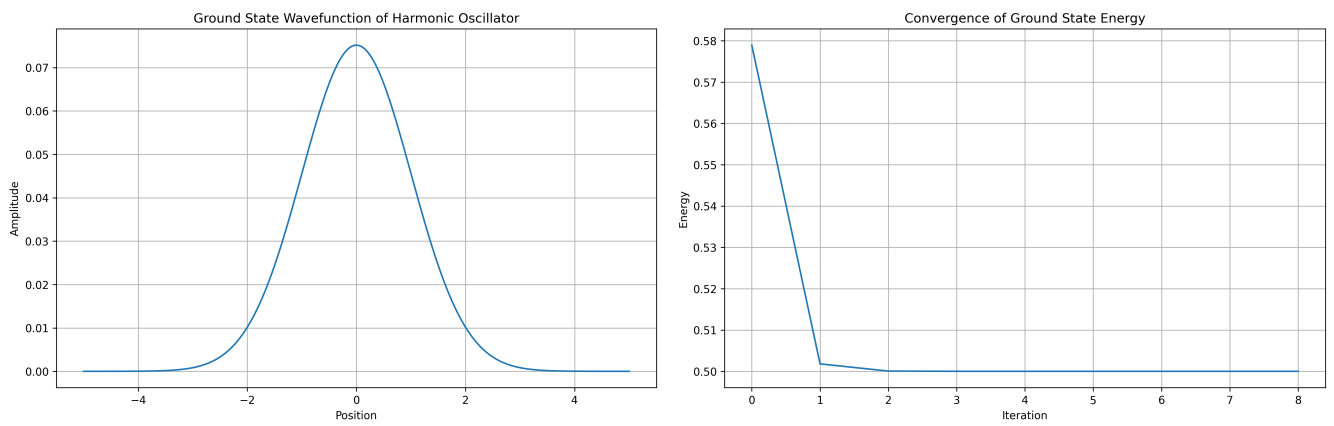 Ground State Wavefunction of Harmonic Oscillator
Amplitude
0.07
0.06
0.05
0.04
0.03
0.02
0.01
0.00
−4 −2 0 2 4
Position
Convergence of Ground State Energy
Energy
0.58
0.57
0.56
0.55
0.54
0.53
0.52
0.51
0.50
0 1 2 3 4 5 6 7 8
Iteration